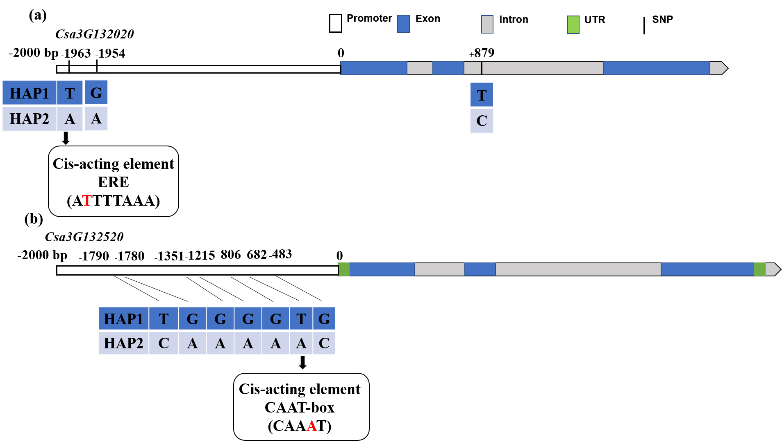 (a)
Promoter Exon Intron UTR SNP
Csa3G132020
-2000 bp -1963 -1954 0 +879
HAP1 T G T
HAP2 A A C
Cis-acting element
ERE
(ATTTTAAA)
(b)
Csa3G132520
-2000 bp -1790 -1780 -1351 -1215 806 682 -483 0
HAP1 T G G G G T G
HAP2 C A A A A A C
Cis-acting element
CAAT-box
(CAAAT)